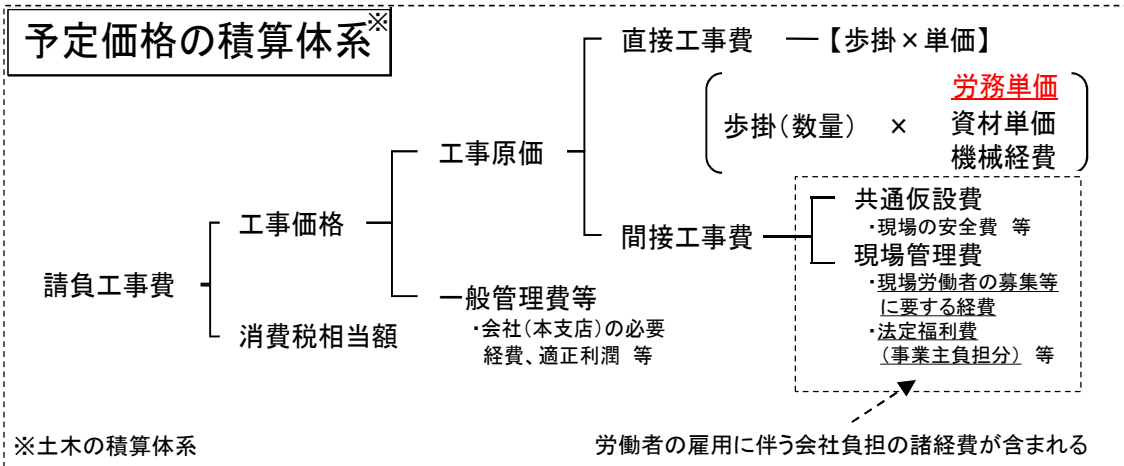 予定価格の積算体系※
直接工事費 ―【歩掛×単価】
歩掛(数量) × 労務単価
資材単価
機械経費
工事原価
共通仮設費
・現場の安全費 等
工事価格
間接工事費
現場管理費
・現場労働者の募集等
に要する経費
・法定福利費
(事業主負担分) 等
請負工事費
一般管理費等
・会社(本支店)の必要
経費、適正利潤 等
消費税相当額
※土木の積算体系
労働者の雇用に伴う会社負担の諸経費が含まれる